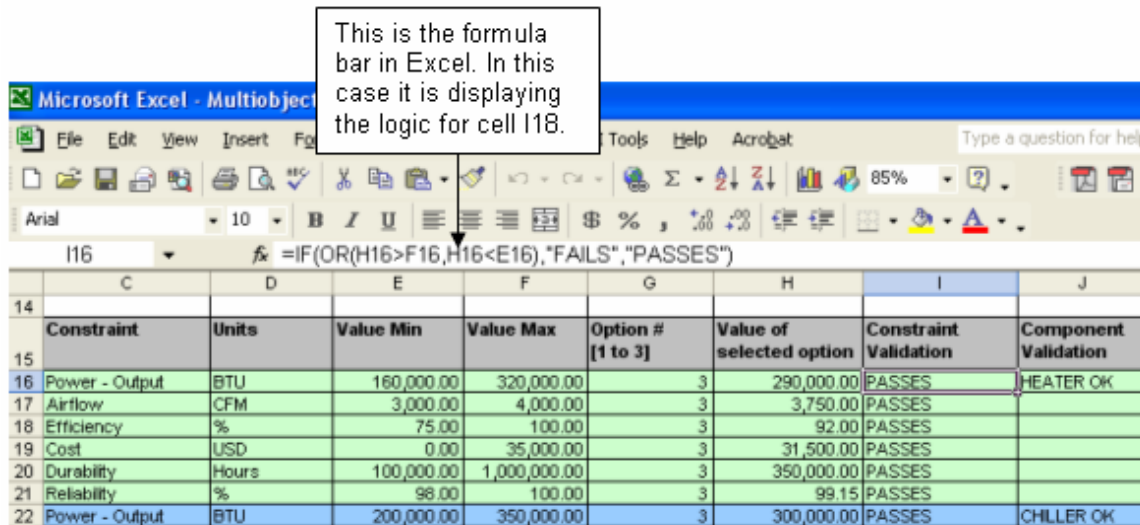 This is the formula
bar in Excel. In this
case it is displaying
the logic for cell I18.
Microsoft Excel - Multiobject
File Edit View Insert Fo Tools Help Acrobat Type a question for help
85%
Arial 10 B I U $ % ,
I16 fx =IF(OR(H16>F16,H16<E16),"FAILS","PASSES")
C D E F G H I J
14
15 Constraint Units Value Min Value Max Option # [1 to 3] Value of selected option Constraint Validation Component Validation
16 Power - Output BTU 160,000.00 320,000.00 3 290,000.00 PASSES HEATER OK
17 Airflow CFM 3,000.00 4,000.00 3 3,750.00 PASSES
18 Efficiency % 75.00 100.00 3 92.00 PASSES
19 Cost USD 0.00 35,000.00 3 31,500.00 PASSES
20 Durability Hours 100,000.00 1,000,000.00 3 350,000.00 PASSES
21 Reliability % 98.00 100.00 3 99.15 PASSES
22 Power - Output BTU 200,000.00 350,000.00 3 300,000.00 PASSES CHILLER OK